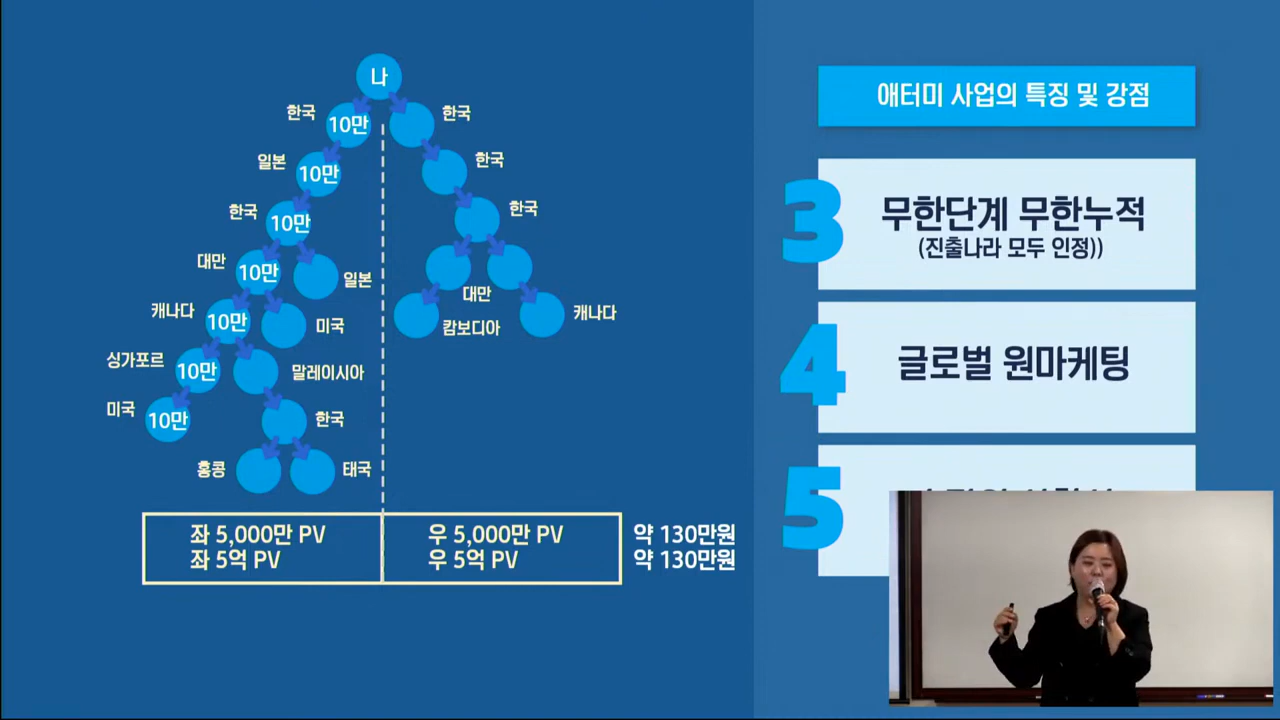 나
한국
10만
한국
일본
10만
한국
한국
10만
한국
대만
10만
일본
대만
캐나다
10만
미국
캄보디아
캐나다
싱가포르
10만
말레이시아
미국
10만
한국
홍콩
태국
좌 5,000만 PV
우 5,000만 PV
약 130만원
좌 5억 PV
우 5억 PV
약 130만원
애터미 사업의 특징 및 강점
3
무한단계 무한누적
(진출나라 모두 인정))
4
글로벌 원마케팅
5